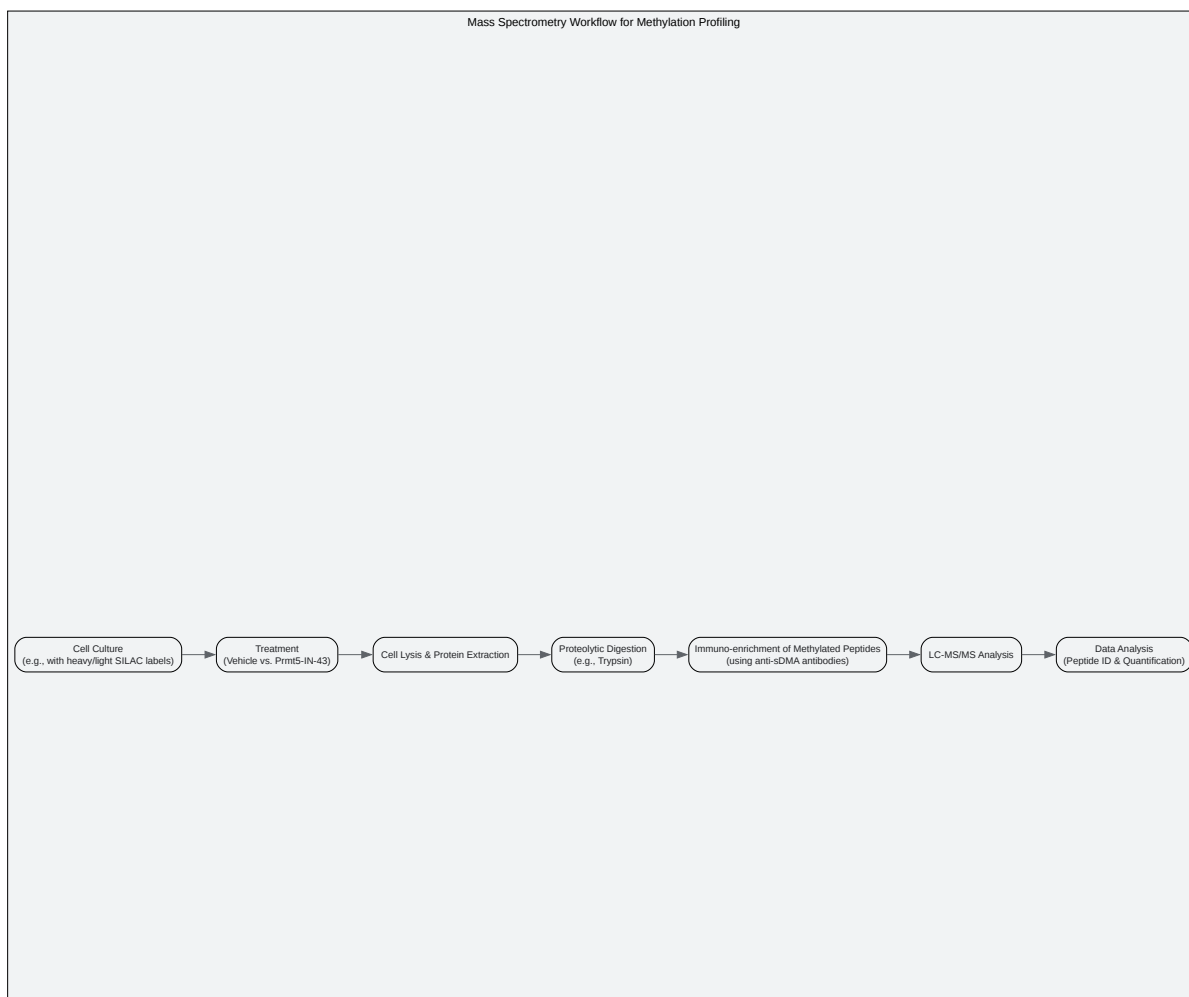 Mass Spectrometry Workflow for Methylation Profiling
Cell Culture
(e.g., with heavy/light SILAC labels)
Treatment
(Vehicle vs. Prmt5-IN-43)
Cell Lysis & Protein Extraction
Proteolytic Digestion
(e.g., Trypsin)
Immuno-enrichment of Methylated Peptides
(using anti-sDMA antibodies)
LC-MS/MS Analysis
Data Analysis
(Peptide ID & Quantification)